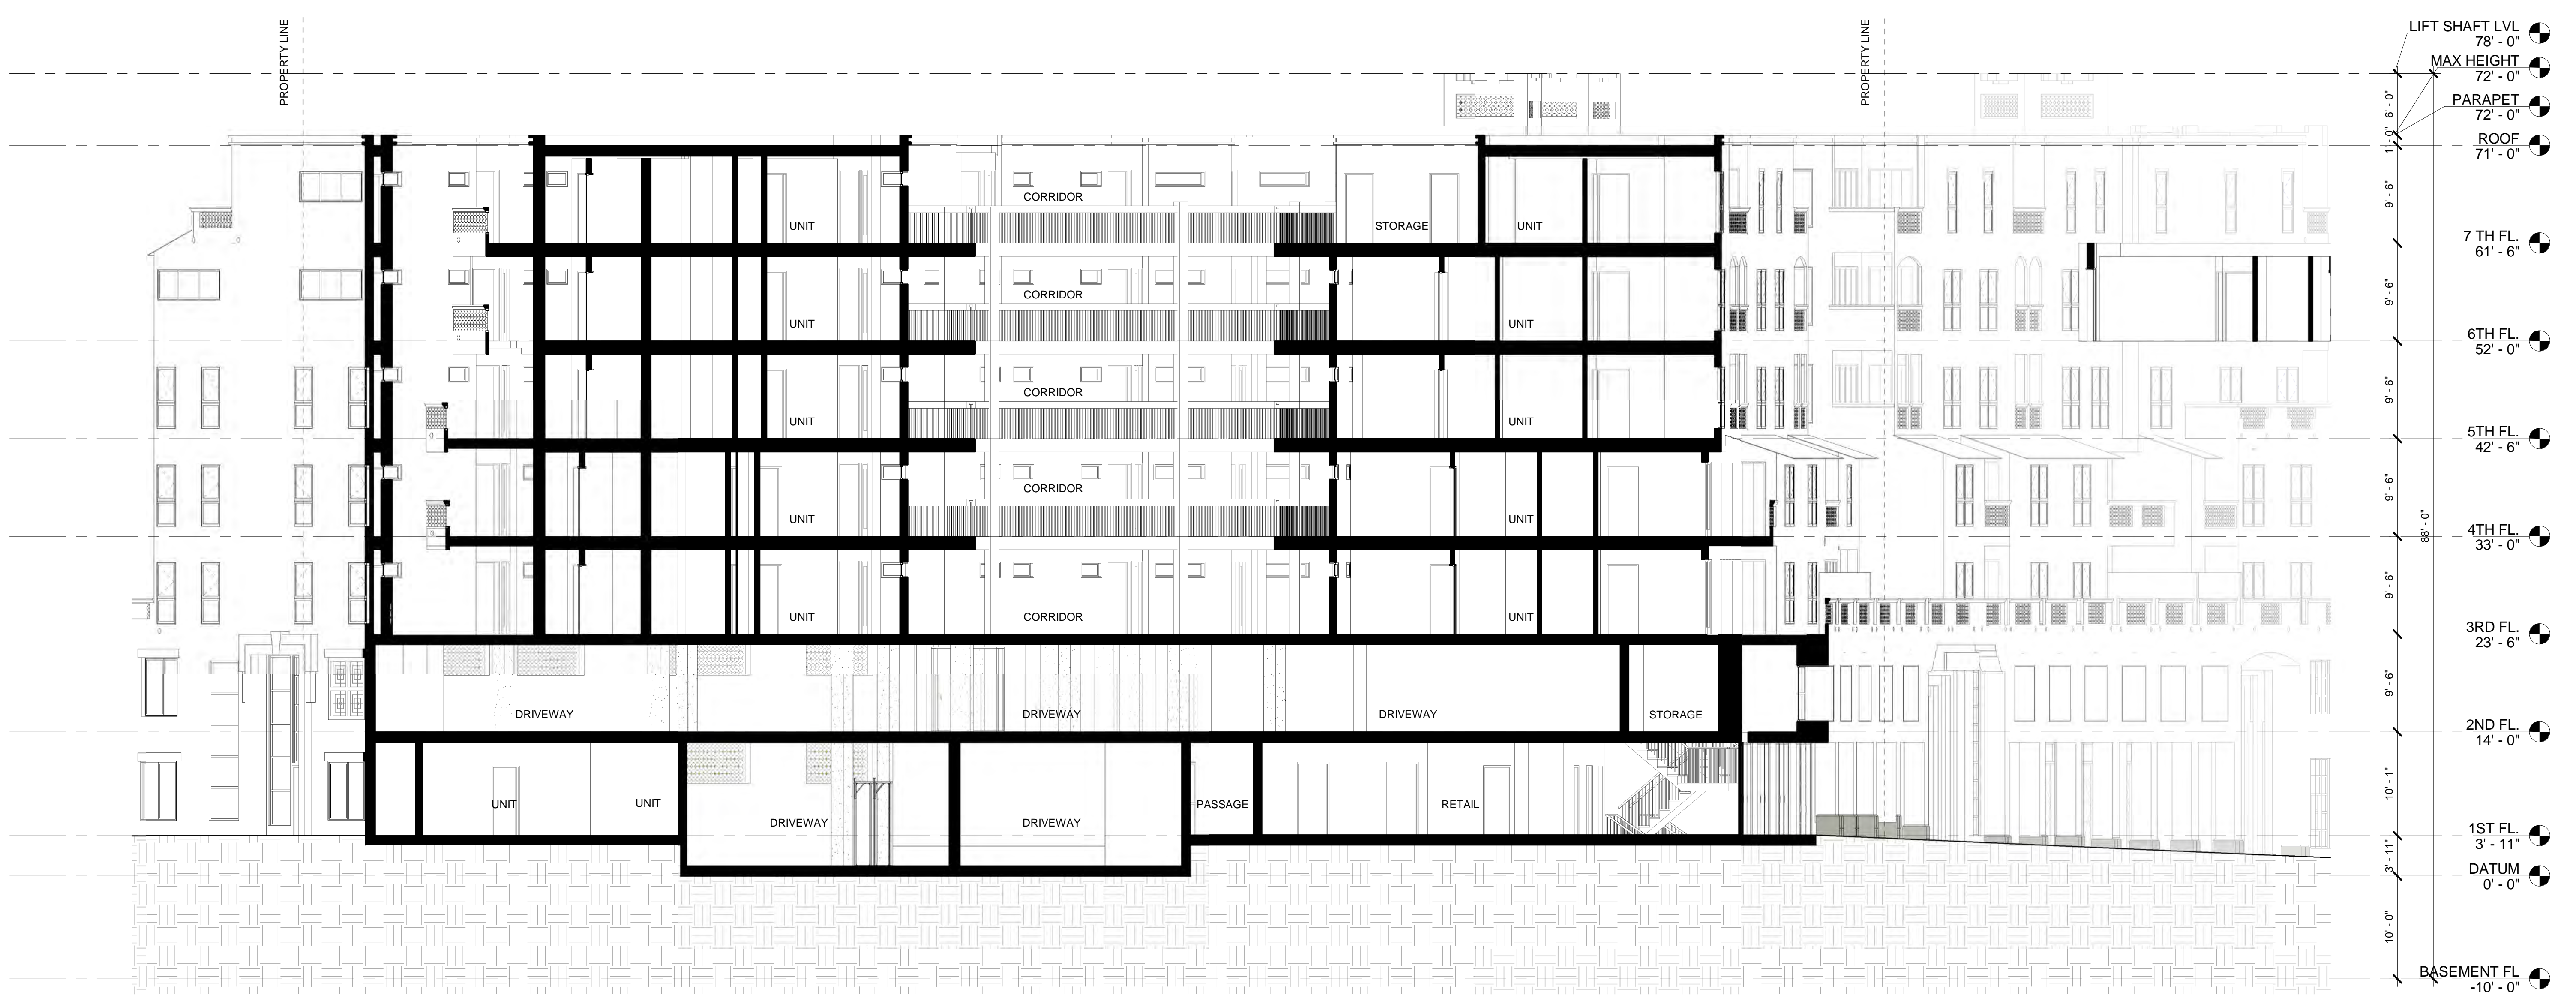 PROPERTY LINE
PROPERTY LINE
LIFT SHAFT LVL
78' - 0"
MAX HEIGHT
72' - 0"
PARAPET
72' - 0"
ROOF
71' - 0"
6' - 0"
1' - 0"
9' - 6"
CORRIDOR
UNIT
STORAGE
UNIT
7 TH FL.
61' - 6"
9' - 6"
CORRIDOR
UNIT
UNIT
6TH FL.
52' - 0"
9' - 6"
CORRIDOR
UNIT
UNIT
5TH FL.
42' - 6"
9' - 6"
CORRIDOR
UNIT
UNIT
88' - 0"
4TH FL.
33' - 0"
9' - 6"
UNIT
CORRIDOR
UNIT
3RD FL.
23' - 6"
9' - 6"
DRIVEWAY
DRIVEWAY
DRIVEWAY
STORAGE
2ND FL.
14' - 0"
10' - 1"
UNIT
UNIT
DRIVEWAY
DRIVEWAY
PASSAGE
RETAIL
1ST FL.
3' - 11"
3' - 11"
DATUM
0' - 0"
10' - 0"
BASEMENT FL
-10' - 0"